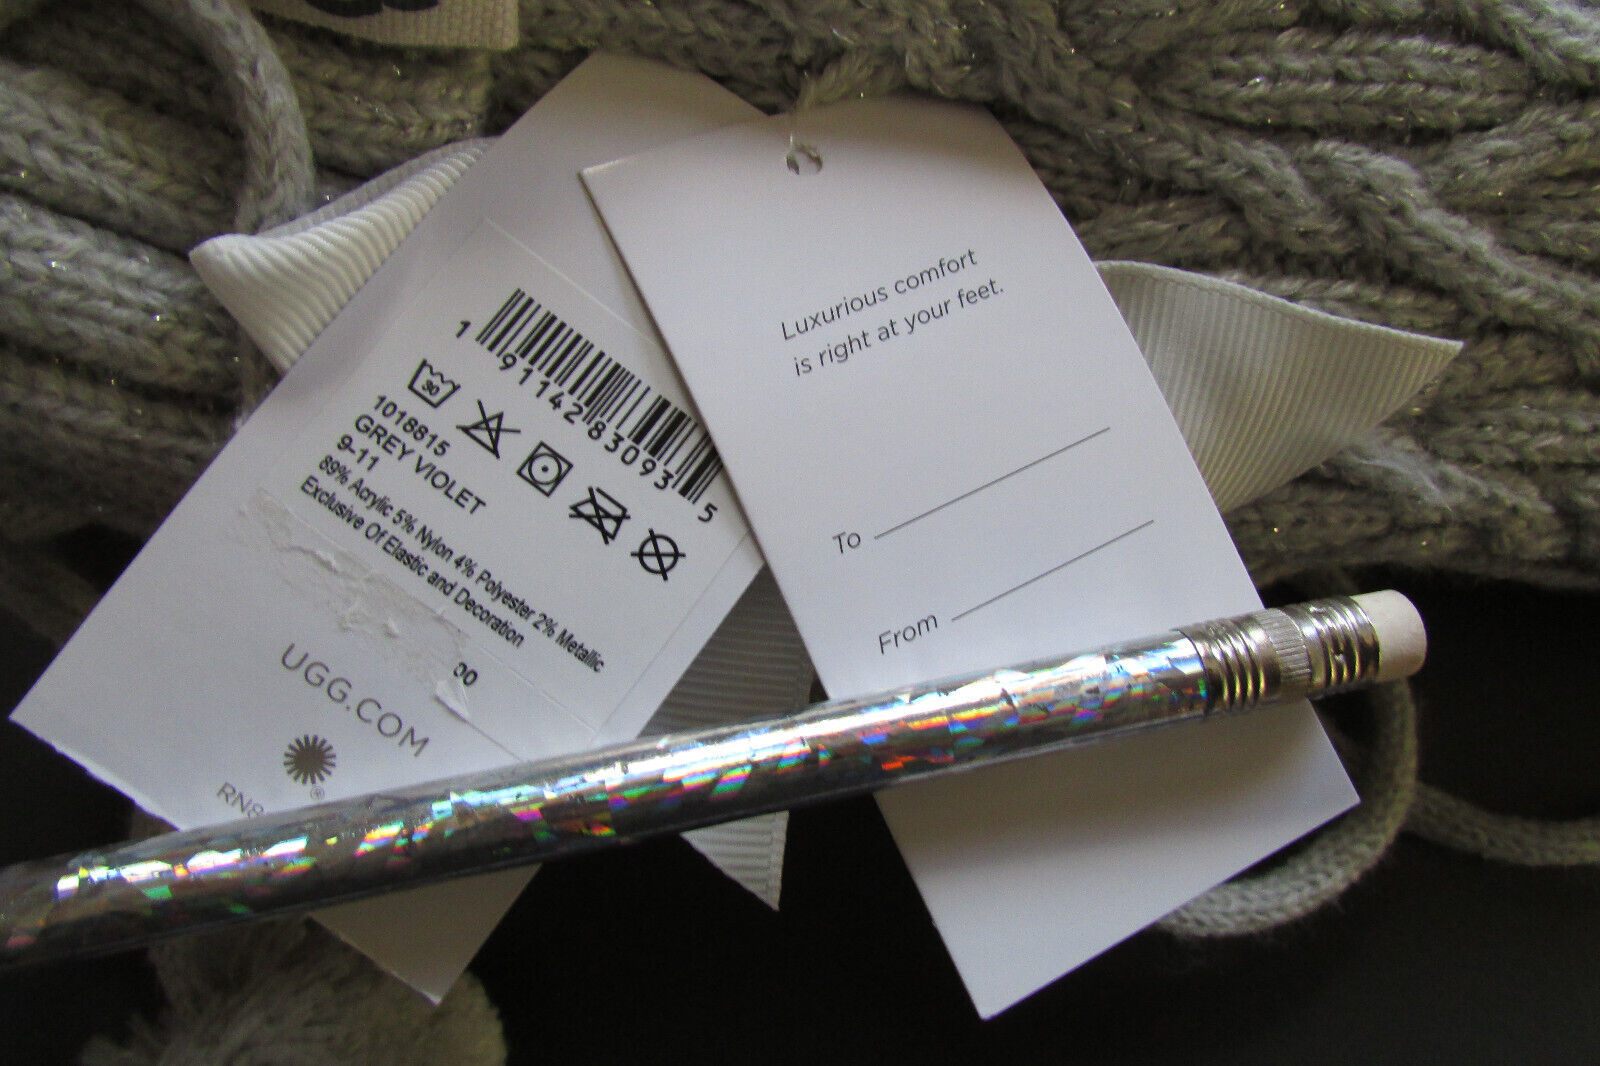 1 91142 83093 5
30
1018815
GREY VIOLET
9-11
89% Acrylic 5% Nylon 4% Polyester 2% Metallic
Exclusive Of Elastic and Decoration
00
UGG.COM
®
RN8
Luxurious comfort
is right at your feet.
To
From